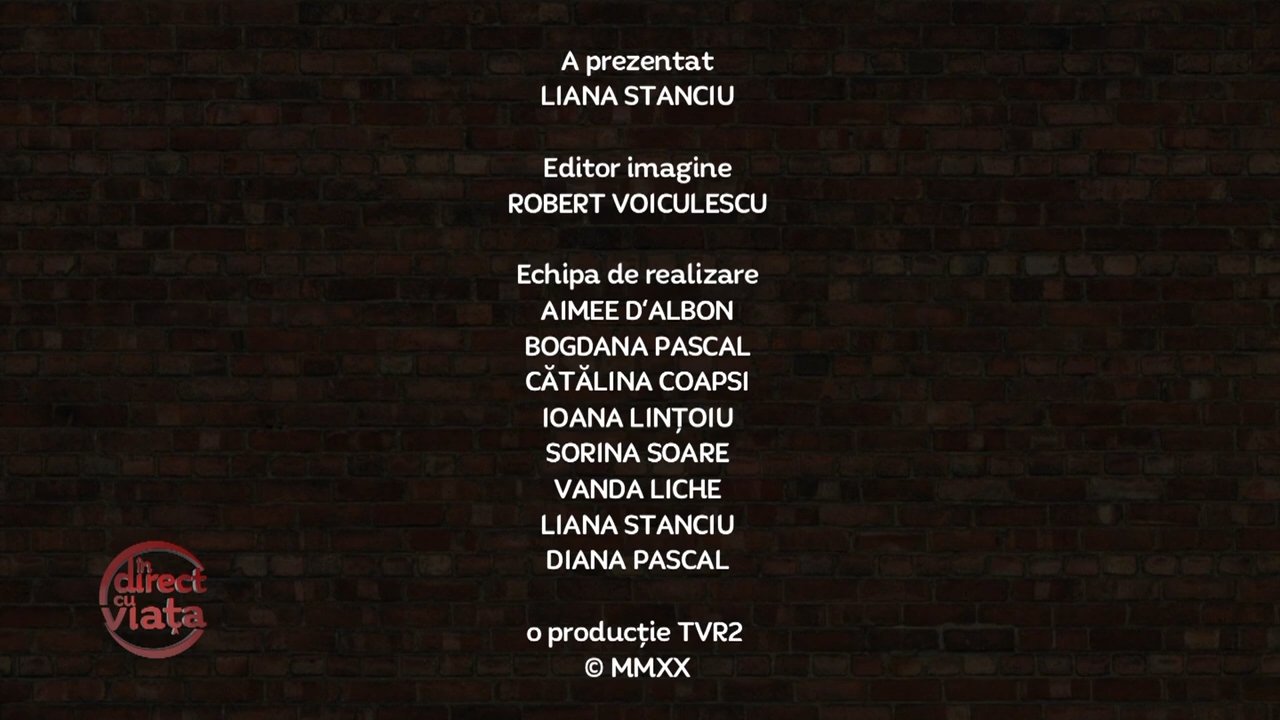 A prezentat
LIANA STANCIU
Editor imagine
ROBERT VOICULESCU
Echipa de realizare
AIMEE D'ALBON
BOGDANA PASCAL
CĂTĂLINA COAPSI
IOANA LINȚOIU
SORINA SOARE
VANDA LICHE
LIANA STANCIU
DIANA PASCAL
în
direct
cu
viața
o producție TVR2
© MMXX